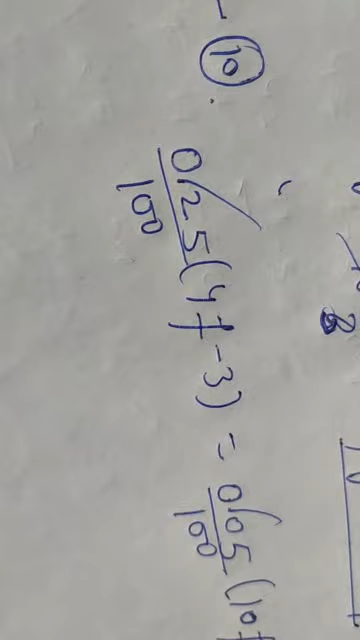 (10)
0.25/100 (4f - 3) = 0.05/100 (10f